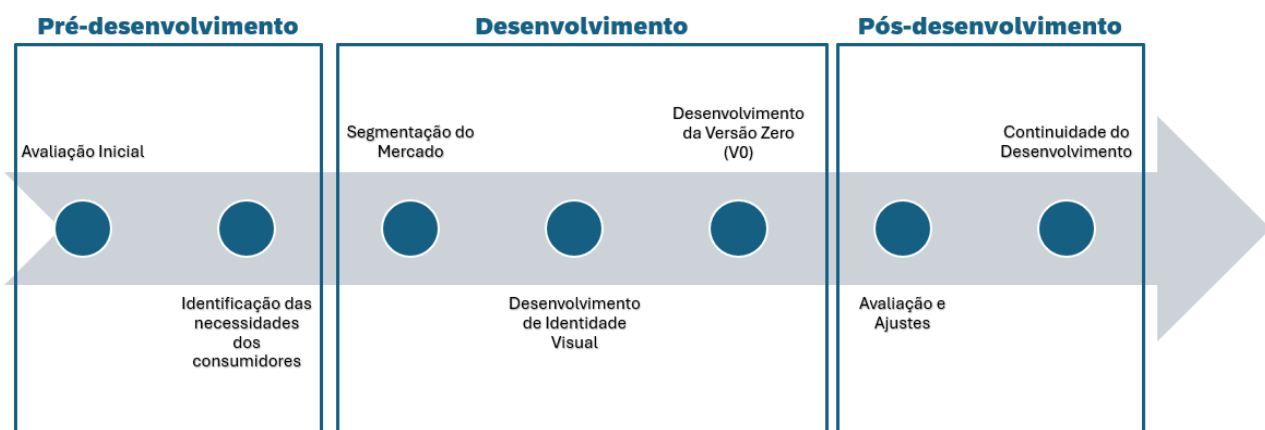 Pré-desenvolvimento
Desenvolvimento
Pós-desenvolvimento
Avaliação Inicial
Identificação das
necessidades
dos
consumidores
Segmentação do
Mercado
Desenvolvimento
de Identidade
Visual
Desenvolvimento
da Versão Zero
(V0)
Avaliação e
Ajustes
Continuidade do
Desenvolvimento